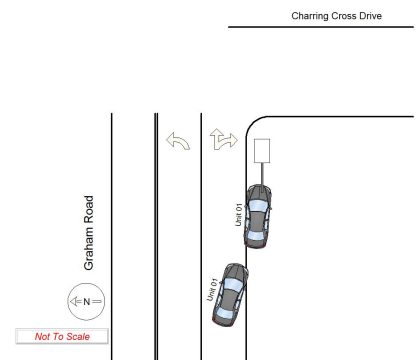 Charring Cross Drive
Graham Road
Unit 01
Unit 01
N
Not To Scale